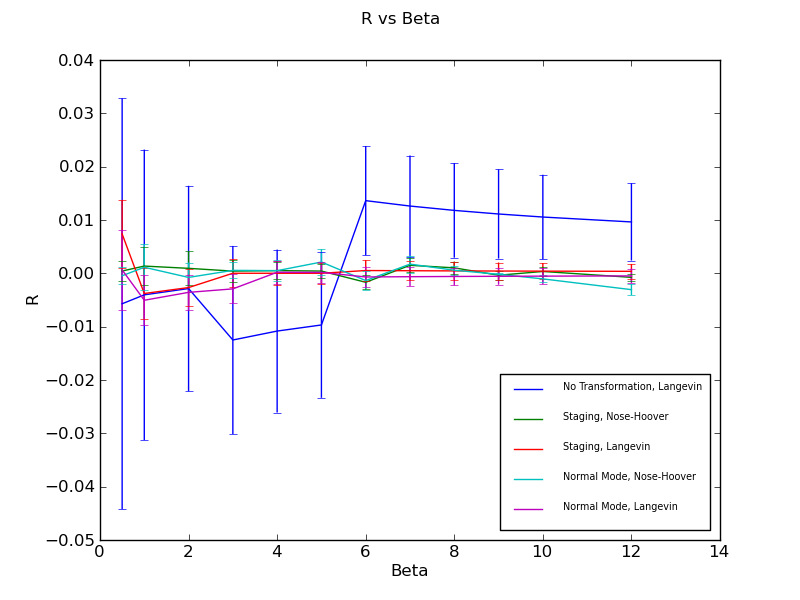 R vs Beta
0.04
0.03
0.02
0.01
0.00
−0.01
−0.02
−0.03
−0.04
−0.05
R
No Transformation, Langevin
Staging, Nose-Hoover
Staging, Langevin
Normal Mode, Nose-Hoover
Normal Mode, Langevin
0 2 4 6 8 10 12 14
Beta